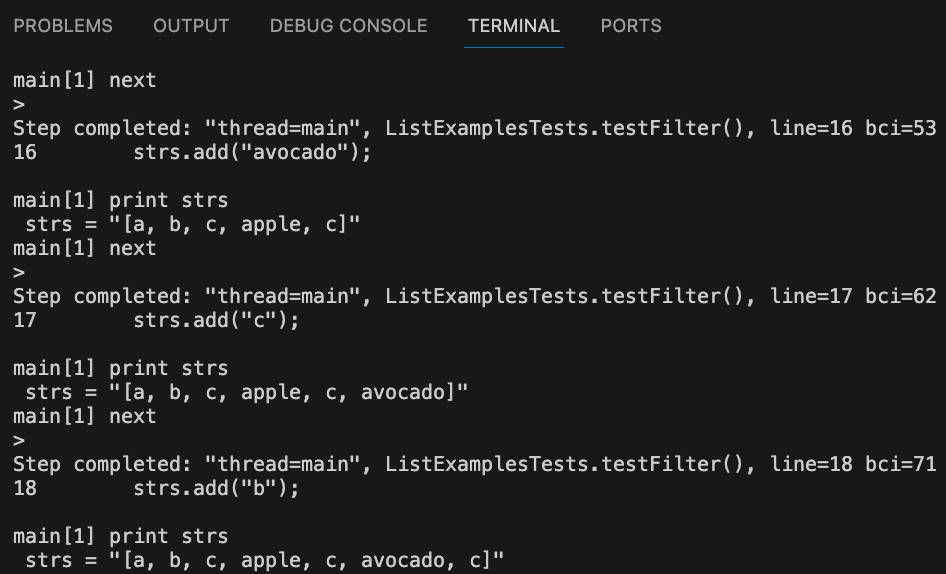 PROBLEMS OUTPUT DEBUG CONSOLE TERMINAL PORTS
main[1] next
>
Step completed: "thread=main", ListExamplesTests.testFilter(), line=16 bci=53
16        strs.add("avocado");
main[1] print strs
 strs = "[a, b, c, apple, c]"
main[1] next
>
Step completed: "thread=main", ListExamplesTests.testFilter(), line=17 bci=62
17        strs.add("c");
main[1] print strs
 strs = "[a, b, c, apple, c, avocado]"
main[1] next
>
Step completed: "thread=main", ListExamplesTests.testFilter(), line=18 bci=71
18        strs.add("b");
main[1] print strs
 strs = "[a, b, c, apple, c, avocado, c]"